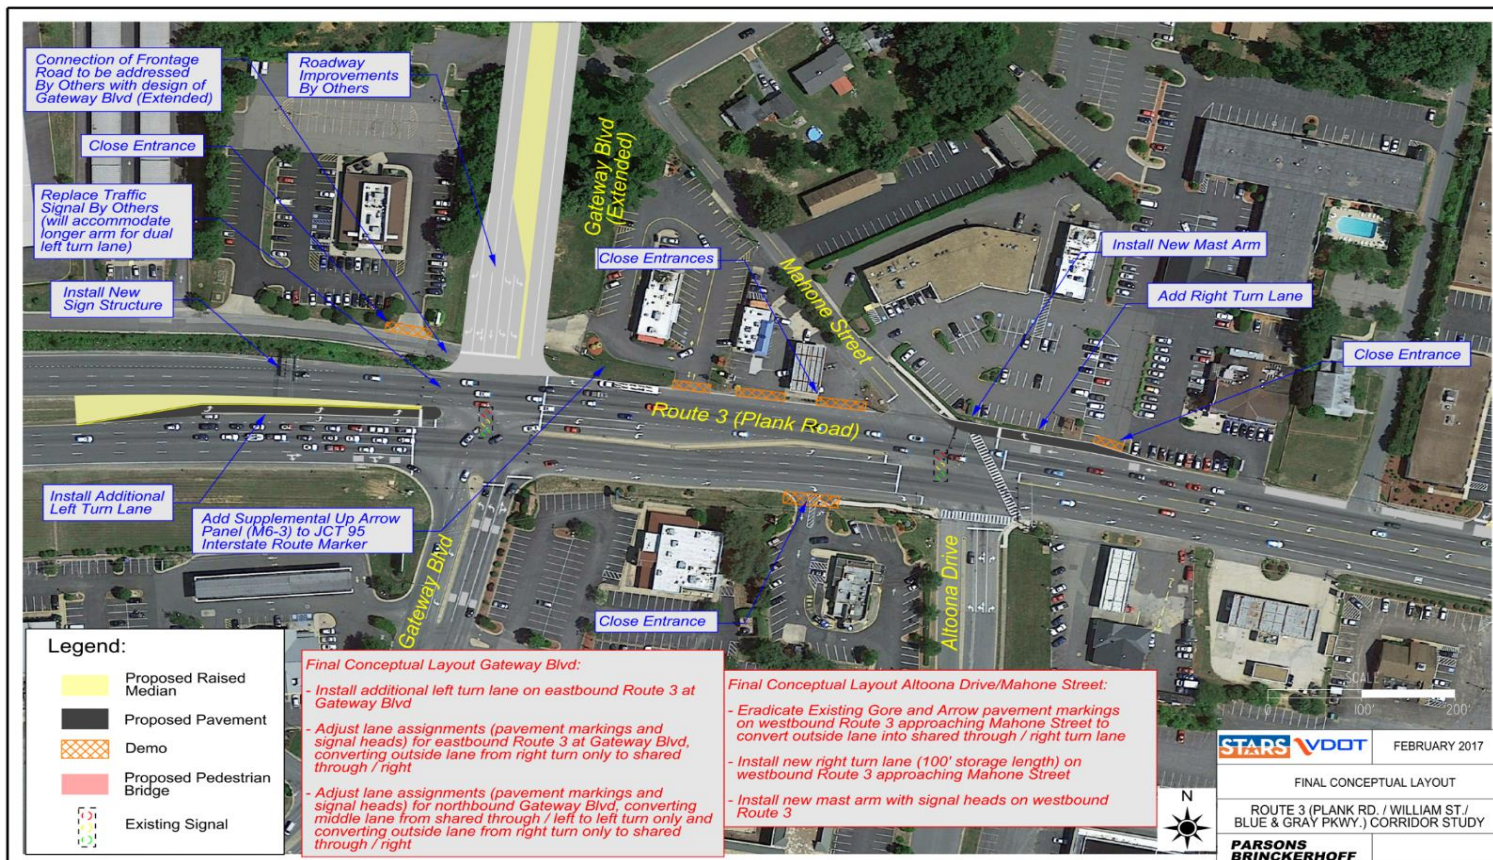 Connection of Frontage
Road to be addressed
By Others with design of
Gateway Blvd (Extended)
Roadway
Improvements
By Others
Close Entrance
Replace Traffic
Signal By Others
(will accommodate
longer arm for dual
left turn lane)
Install New
Sign Structure
Gateway Blvd
(Extended)
Close Entrances
Mahone Street
Install New Mast Arm
Add Right Turn Lane
Close Entrance
Route 3 (Plank Road)
Install Additional
Left Turn Lane
Add Supplemental Up Arrow
Panel (M6-3) to JCT 95
Interstate Route Marker
Gateway Blvd
Close Entrance
Altoona Drive
Legend:
Proposed Raised
Median
Proposed Pavement
Demo
Proposed Pedestrian
Bridge
Existing Signal
Final Conceptual Layout Gateway Blvd:
- Install additional left turn lane on eastbound Route 3 at
Gateway Blvd
- Adjust lane assignments (pavement markings and
signal heads) for eastbound Route 3 at Gateway Blvd,
converting outside lane from right turn only to shared
through / right
- Adjust lane assignments (pavement markings and
signal heads) for northbound Gateway Blvd, converting
middle lane from shared through / left to left turn only and
converting outside lane from right turn only to shared
through / right
Final Conceptual Layout Altoona Drive/Mahone Street:
- Eradicate Existing Gore and Arrow pavement markings
on westbound Route 3 approaching Mahone Street to
convert outside lane into shared through / right turn lane
- Install new right turn lane (100' storage length) on
westbound Route 3 approaching Mahone Street
- Install new mast arm with signal heads on westbound
Route 3
SCALE
0 100' 200'
N
STARS VDOT
FEBRUARY 2017
FINAL CONCEPTUAL LAYOUT
ROUTE 3 (PLANK RD. / WILLIAM ST./
BLUE & GRAY PKWY.) CORRIDOR STUDY
PARSONS
BRINCKERHOFF